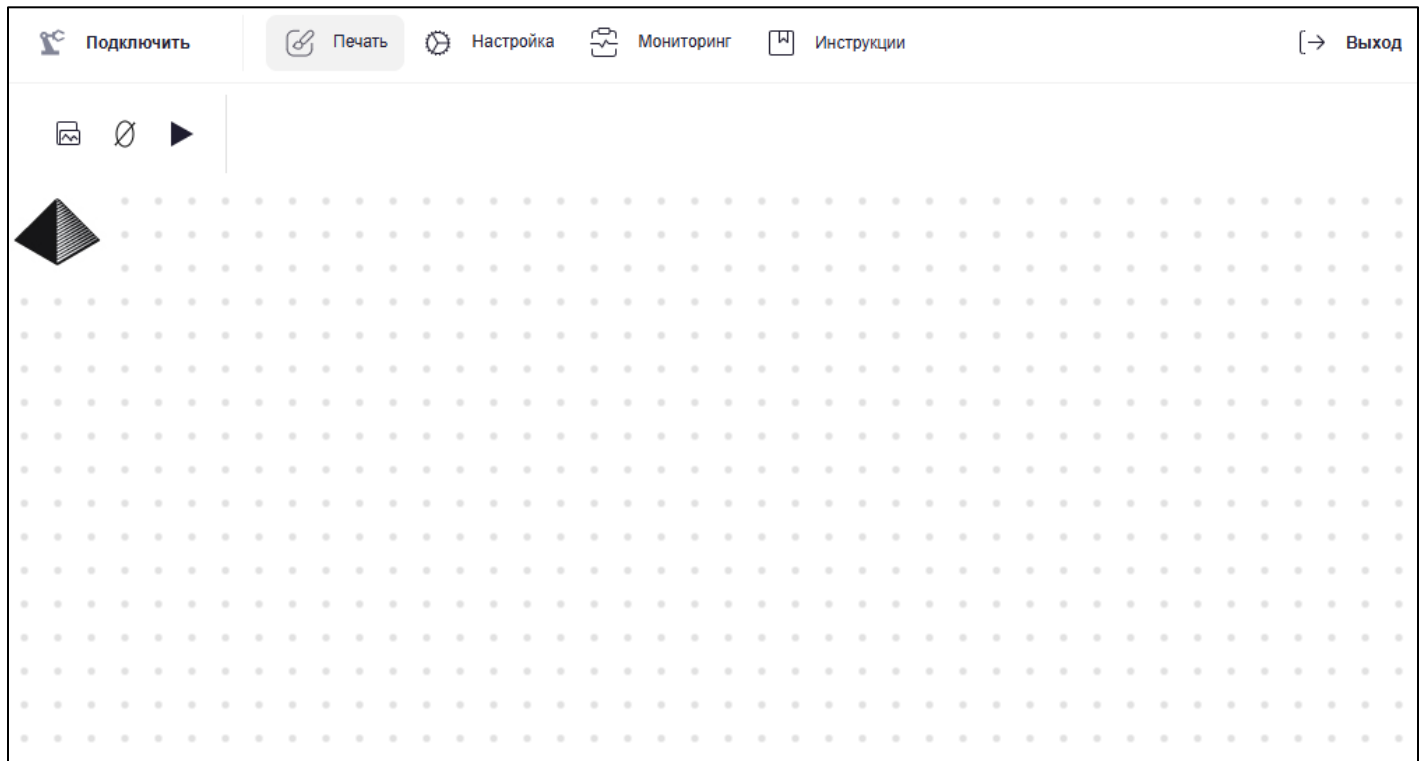 Подключить Печать Настройка Мониторинг Инструкции Выход